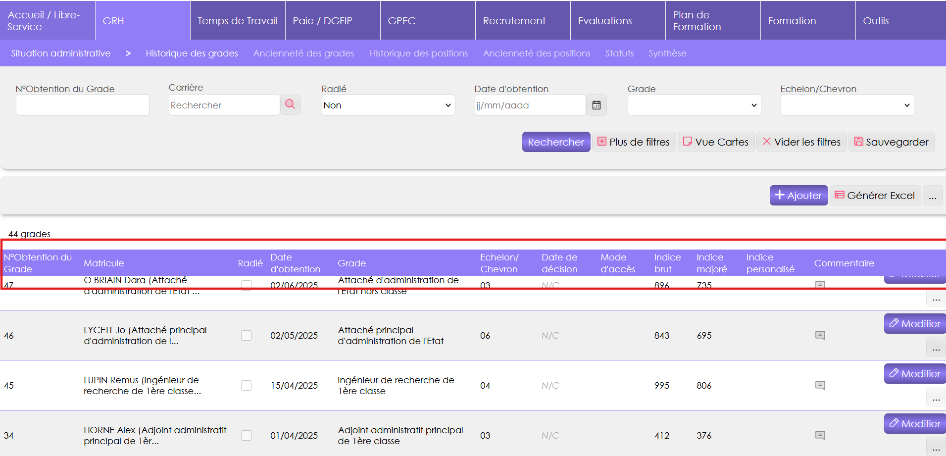 Accueil / Libre-Service
GRH
Temps de Travail
Paie / DGFIP
GPEC
Recrutement
Evaluations
Plan de Formation
Formation
Outils
Situation administrative > Historique des grades Ancienneté des grades Historique des positions Ancienneté des positions Statuts Synthèse
N°Obtention du Grade
Carrière
Radié
Date d'obtention
Grade
Echelon/Chevron
Rechercher
Non
jj/mm/aaaa
Rechercher Plus de filtres Vue Cartes Vider les filtres Sauvegarder
+ Ajouter Générer Excel ...
44 grades
N°Obtention du Grade
Matricule
Radié
Date d'obtention
Grade
Echelon/Chevron
Date de décision
Mode d'accès
Indice brut
Indice majoré
Indice personalisé
Commentaire
47
O BRIAIN Dara (Attaché
d'administration de l'Etat ...
02/06/2025
Attaché d'administration de
l'Etat hors classe
03
N/C
896
735
...
46
LYCETT Jo (Attaché principal
d'administration de l...
02/05/2025
Attaché principal
d'administration de l'Etat
06
N/C
843
695
Modifier
...
45
LUPIN Remus (Ingénieur de
recherche de 1ère classe...
15/04/2025
Ingénieur de recherche de
1ère classe
04
N/C
995
806
Modifier
...
34
HORNE Alex (Adjoint administratif
principal de 1èr...
01/04/2025
Adjoint administratif principal
de 1ère classe
03
N/C
412
376
Modifier
...